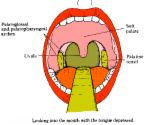 Palatoglossal
and palatopharyngeal
arches
Soft
palate
Uvula
Palatine
tonsil
Looking into the mouth with the tongue depressed.